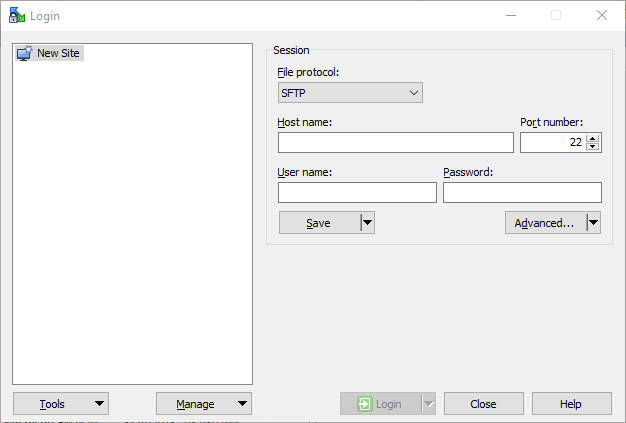 Login
New Site
Session
File protocol:
SFTP
Host name:
Port number:
22
User name:
Password:
Save
Advanced...
Tools
Manage
Login
Close
Help